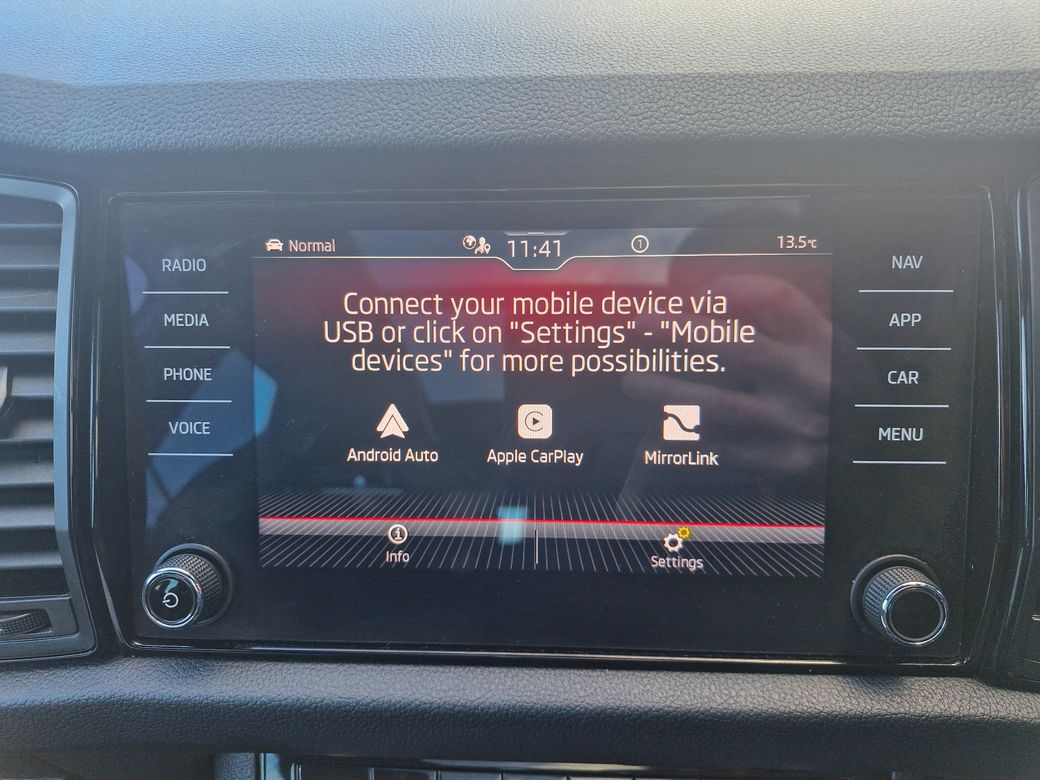 Normal
11:41
1
13.5°C
RADIO
MEDIA
PHONE
VOICE
Connect your mobile device via
USB or click on "Settings" - "Mobile
devices" for more possibilities.
Android Auto
Apple CarPlay
MirrorLink
Info
Settings
NAV
APP
CAR
MENU